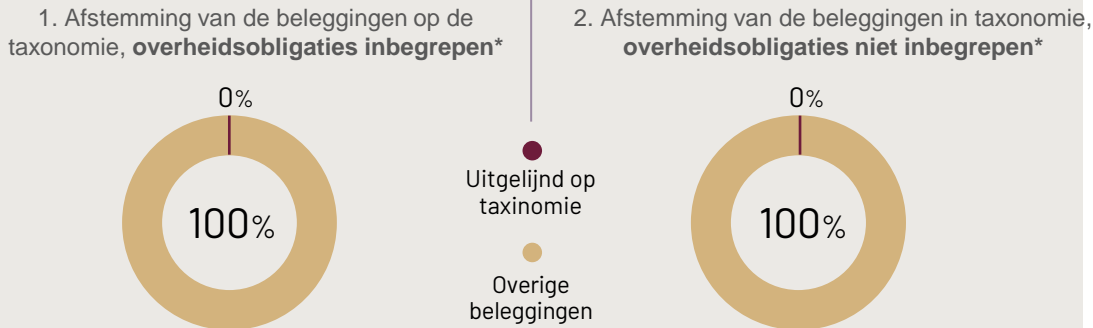 1. Afstemming van de beleggingen op de
taxonomie, overheidsobligaties inbegrepen*
0%
100%
Uitgelijnd op
taxinomie
Overige
beleggingen
2. Afstemming van de beleggingen in taxonomie,
overheidsobligaties niet inbegrepen*
0%
100%